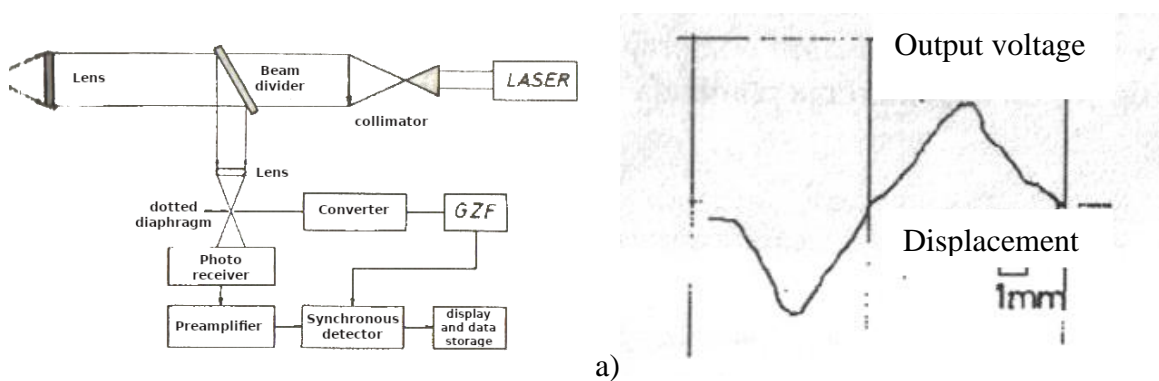 Lens
Beam
divider
LASER
collimator
Lens
dotted
diaphragm
Converter
GZF
Photo
receiver
Preamplifier
Synchronous
detector
display
and data
storage
a)
Output voltage
Displacement
1mm